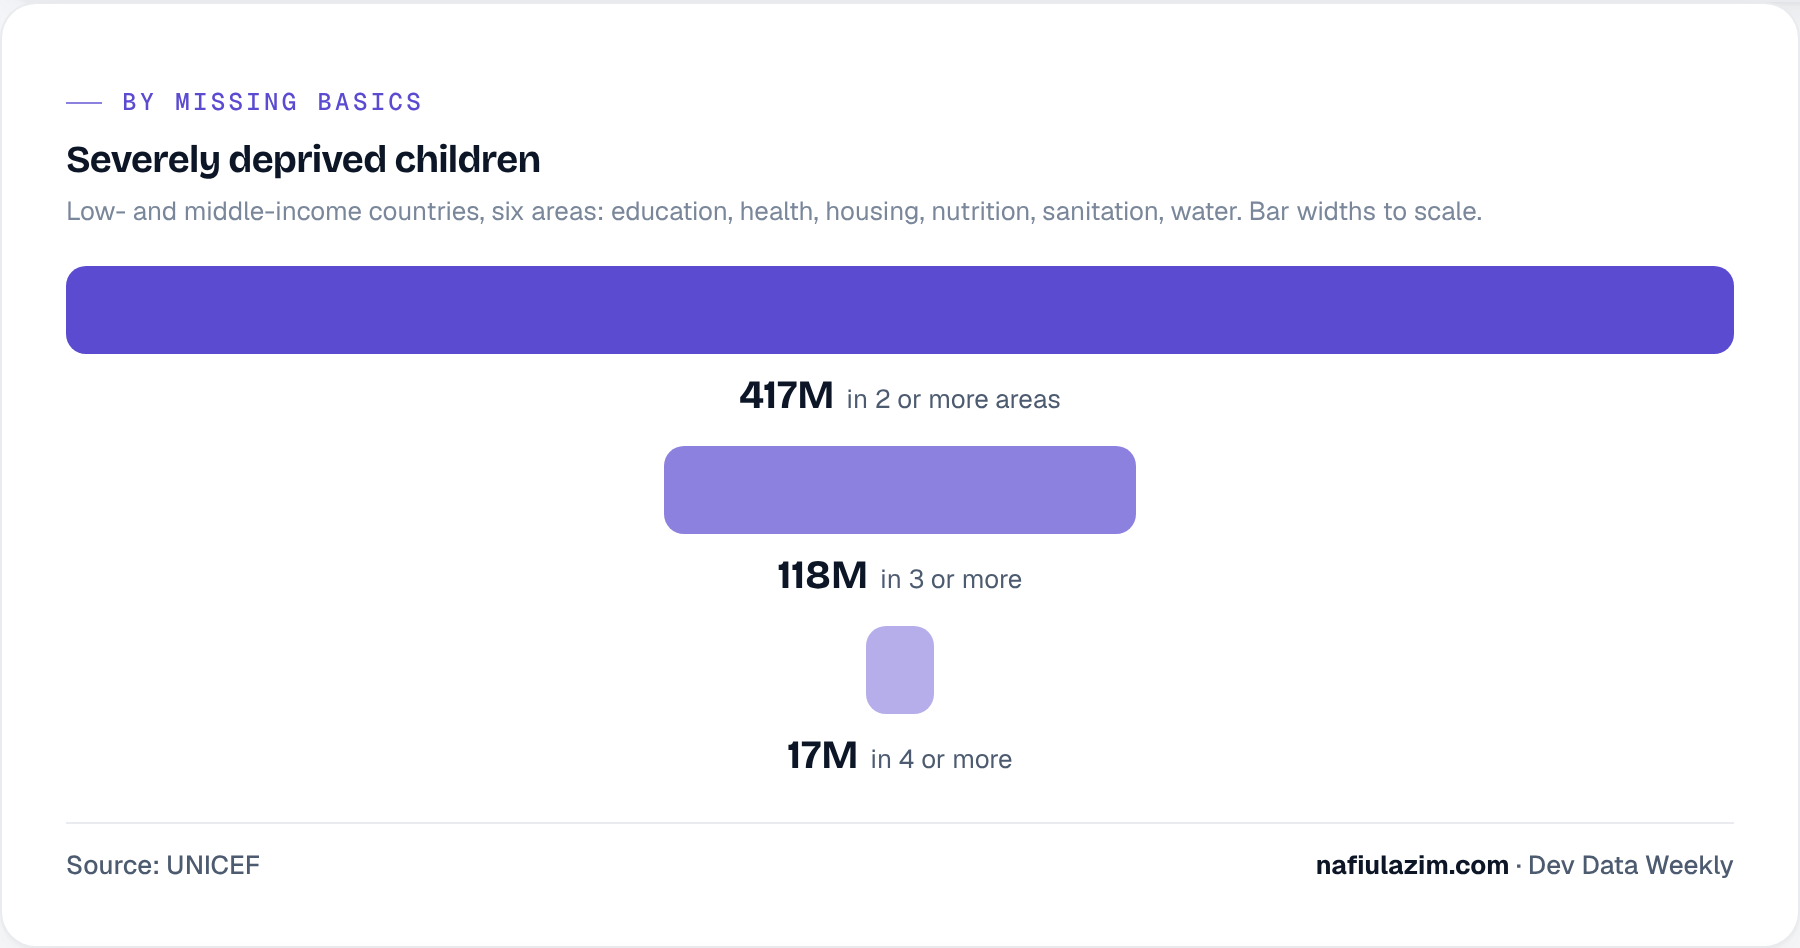 BY MISSING BASICS
Severely deprived children
Low- and middle-income countries, six areas: education, health, housing, nutrition, sanitation, water. Bar widths to scale.
417M in 2 or more areas
118M in 3 or more
17M in 4 or more
Source: UNICEF
nafiulazim.com · Dev Data Weekly